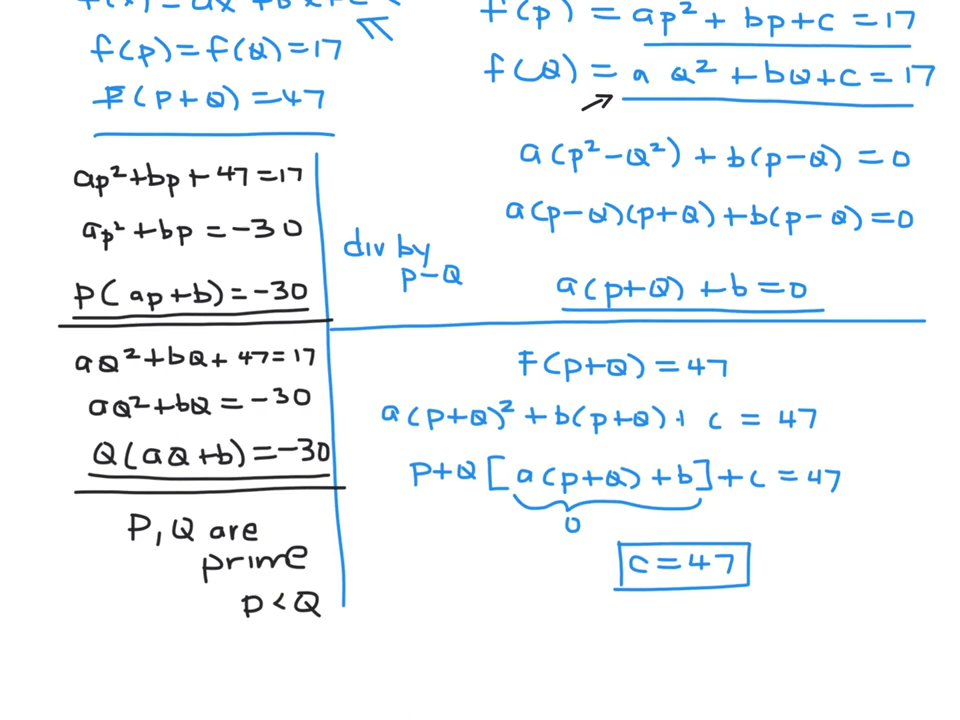 f(p) = f(Q) = 17
F(p+Q) = 47
f(p) = ap² + bp + c = 17
f(Q) = a Q² + bQ + c = 17
a(p² - Q²) + b(p - Q) = 0
a(p - Q)(p + Q) + b(p - Q) = 0
div by
p - Q
a(p+Q) + b = 0
ap² + bp + 47 = 17
ap² + bp = -30
P(ap + b) = -30
aQ² + bQ + 47 = 17
aQ² + bQ = -30
Q(aQ + b) = -30
P, Q are
prime
p < Q
F(p+Q) = 47
a(p+Q)² + b(p+Q) + c = 47
p+Q [a(p+Q) + b] + c = 47
0
c = 47